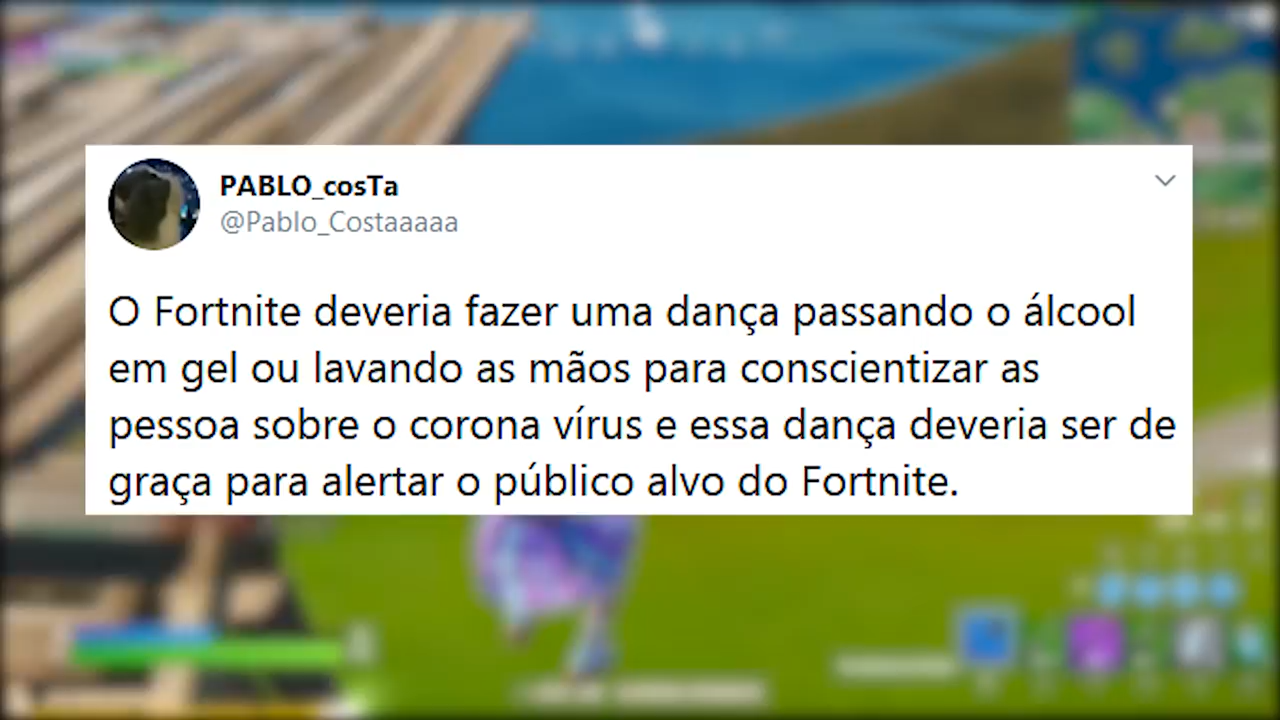 PABLO_cosTa
@Pablo_Costaaaaa
O Fortnite deveria fazer uma dança passando o álcool
em gel ou lavando as mãos para conscientizar as
pessoa sobre o corona vírus e essa dança deveria ser de
graça para alertar o público alvo do Fortnite.